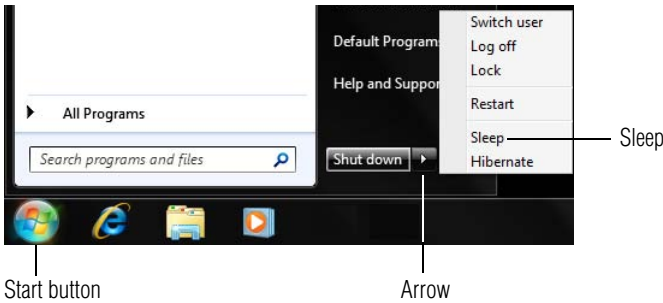 Switch user
Default Program
Log off
Lock
Help and Suppor
Restart
All Programs
Sleep
Sleep
Search programs and files
Shut down
Hibernate
Start button
Arrow